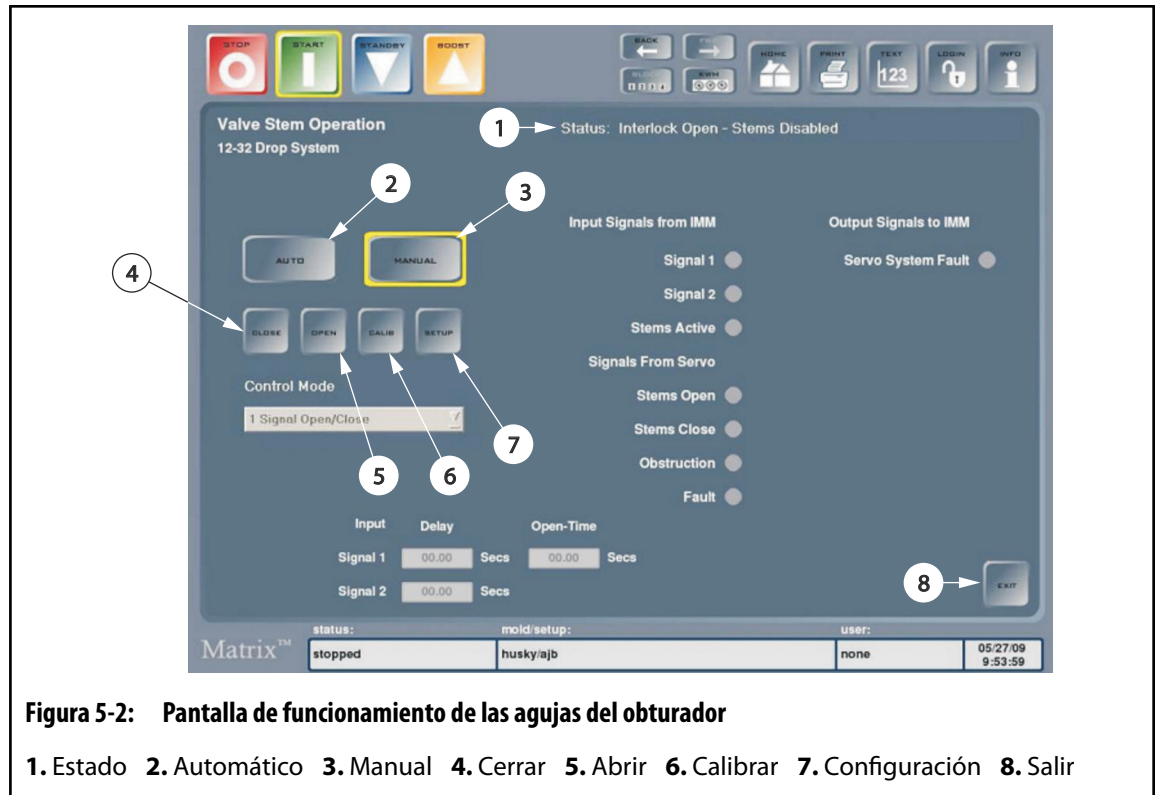 STOP START STANDBY BOOST BACK HOME PRINT TEXT LOGIN INFO
123
KWH
Valve Stem Operation
12-32 Drop System
1 Status: Interlock Open - Stems Disabled
2
3
Input Signals from IMM Output Signals to IMM
AUTO MANUAL
Signal 1 Servo System Fault
4
Signal 2
CLOSE OPEN CALIB SETUP
Stems Active
Signals From Servo
Control Mode
Stems Open
1 Signal Open/Close
Stems Close
7
Obstruction
5 6
Fault
Input Delay Open-Time
Signal 1 00.00 Secs 00.00 Secs
8 EXIT
Signal 2 00.00 Secs
status: mold/setup: user:
Matrix™ stopped husky/ajb none 05/27/09
9:53:59
Figura 5-2: Pantalla de funcionamiento de las agujas del obturador
1. Estado 2. Automático 3. Manual 4. Cerrar 5. Abrir 6. Calibrar 7. Configuración 8. Salir